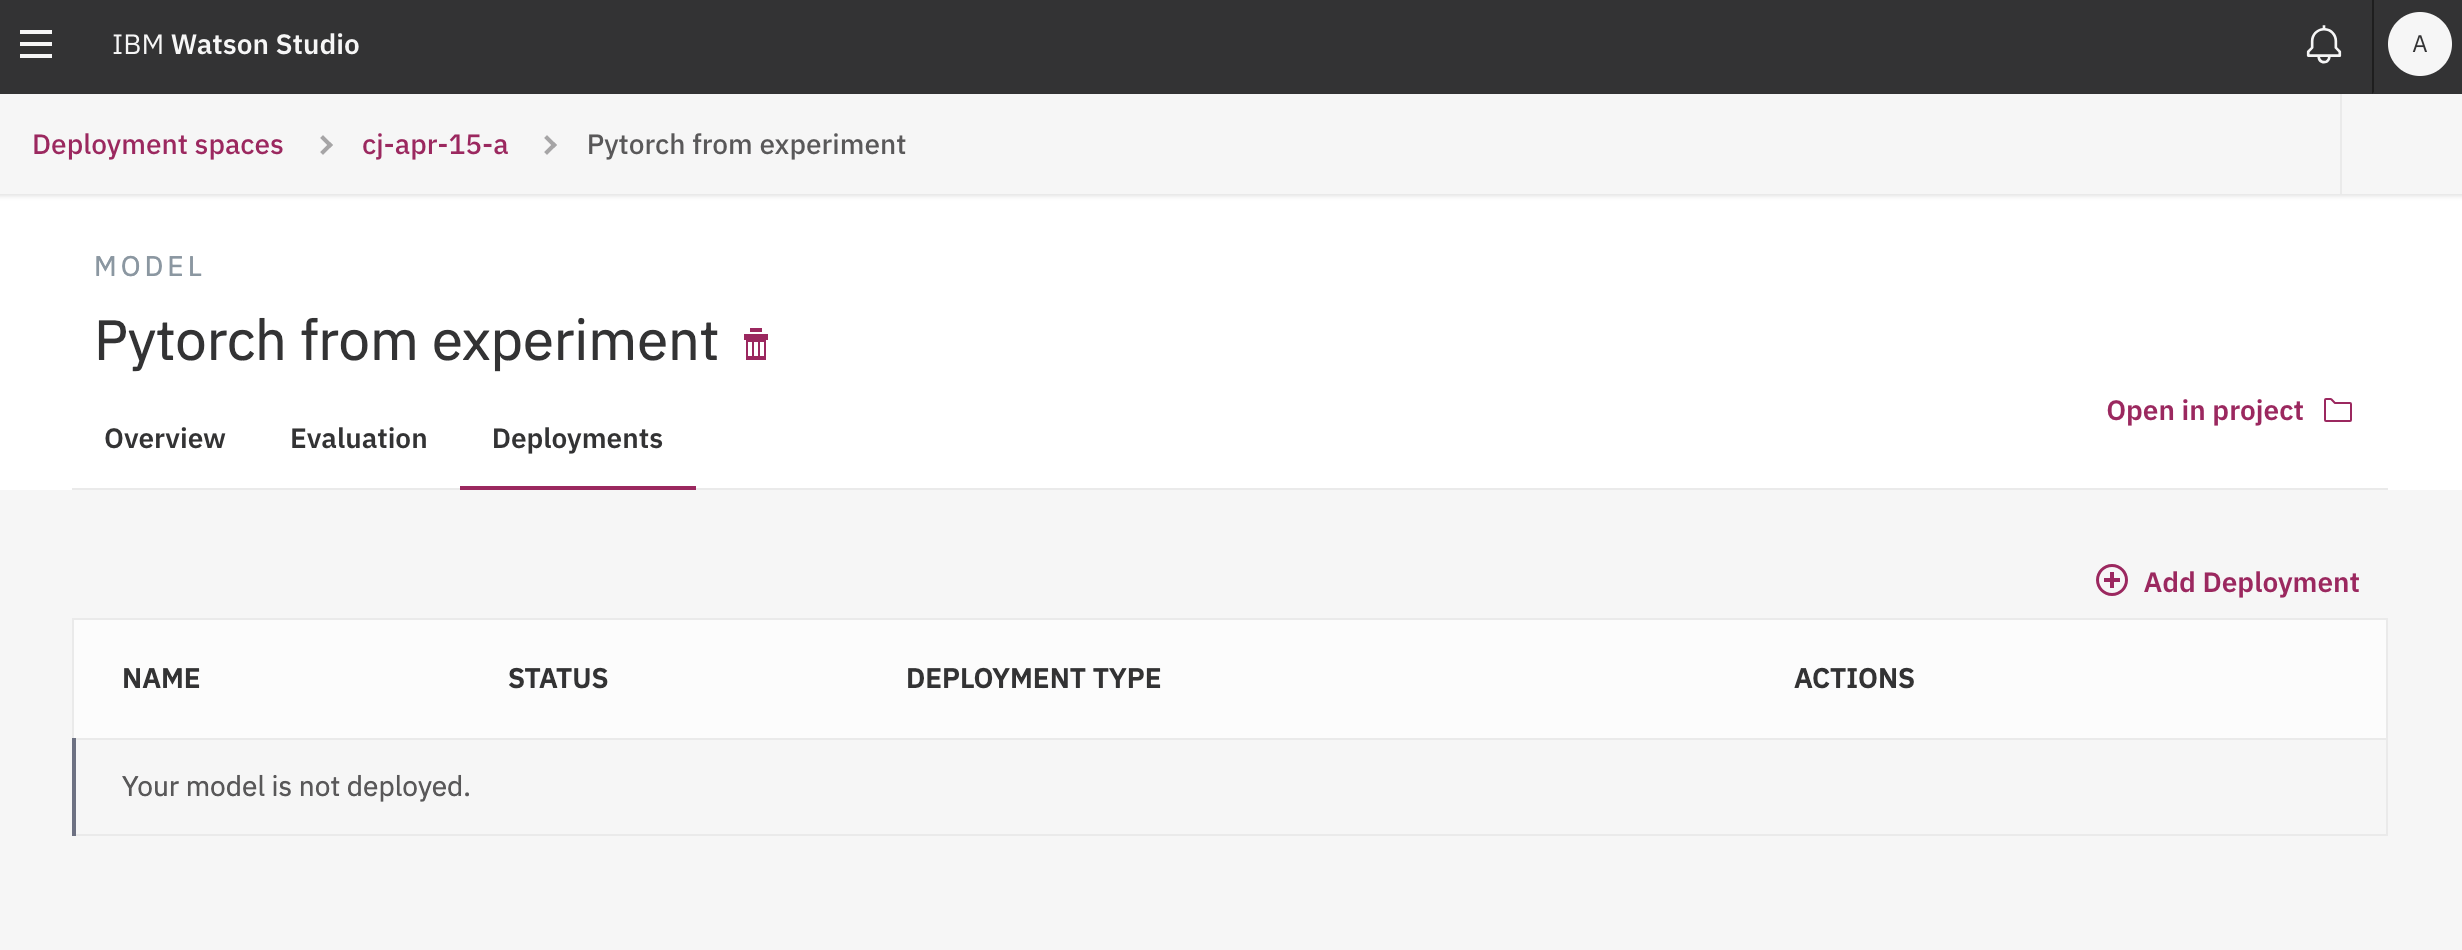 IBM Watson Studio
A
Deployment spaces > cj-apr-15-a > Pytorch from experiment
MODEL
Pytorch from experiment
Open in project
Overview Evaluation Deployments
Add Deployment
NAME STATUS DEPLOYMENT TYPE ACTIONS
Your model is not deployed.